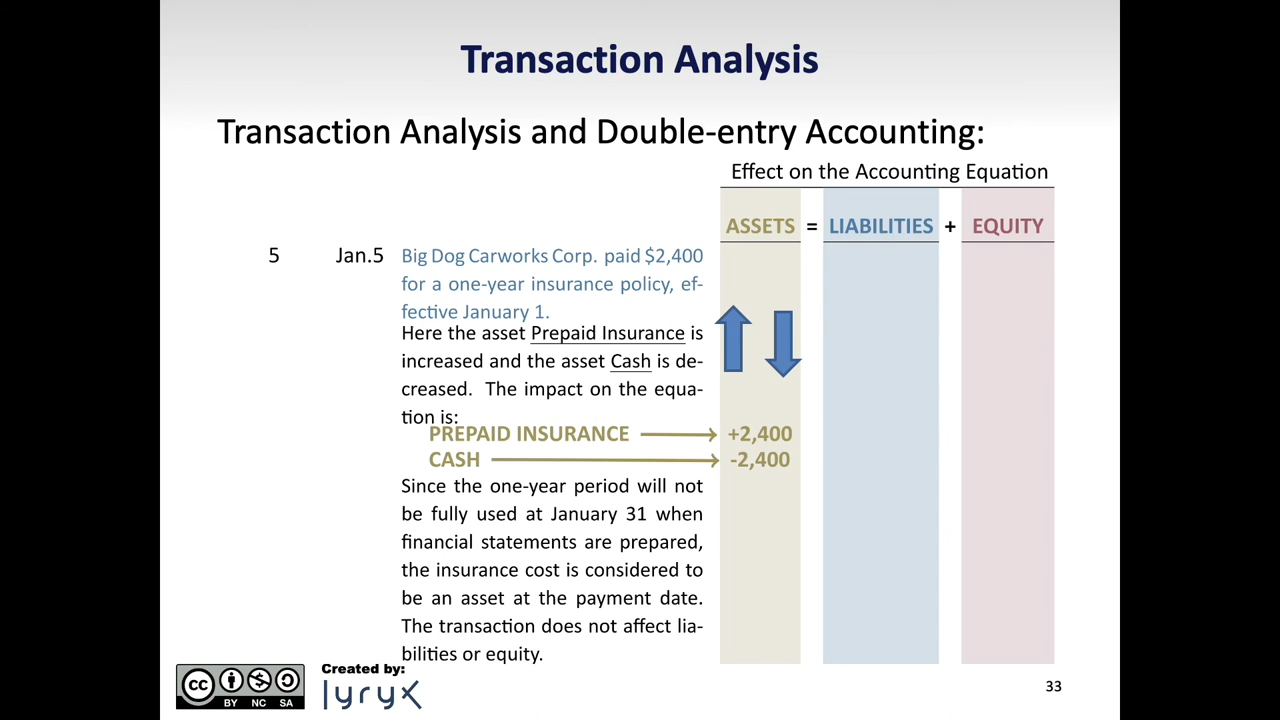 Transaction Analysis
Transaction Analysis and Double-entry Accounting:
Effect on the Accounting Equation
ASSETS = LIABILITIES + EQUITY
5 Jan.5 Big Dog Carworks Corp. paid $2,400
for a one-year insurance policy, ef-
fective January 1.
Here the asset Prepaid Insurance is
increased and the asset Cash is de-
creased. The impact on the equa-
tion is:
PREPAID INSURANCE +2,400
CASH -2,400
Since the one-year period will not
be fully used at January 31 when
financial statements are prepared,
the insurance cost is considered to
be an asset at the payment date.
The transaction does not affect lia-
bilities or equity.
cc BY NC SA
Created by:
lyryx
33